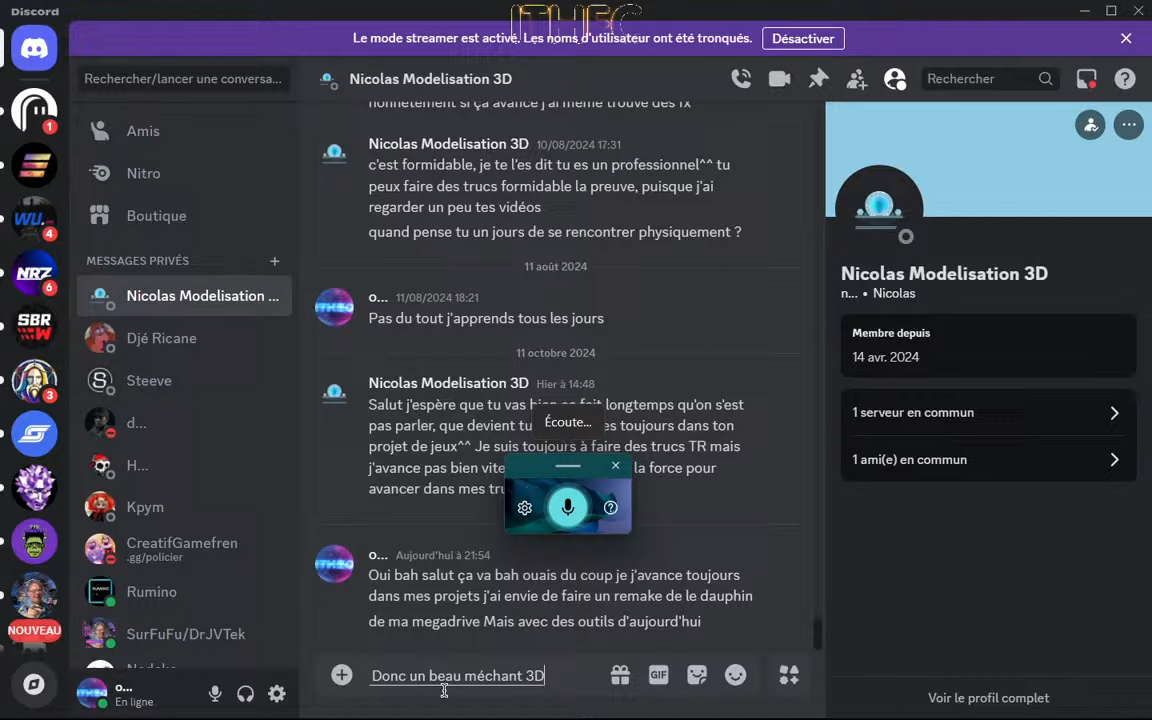 Discord
Le mode streamer est activé. Les noms d'utilisateur ont été tronqués.
Désactiver
Rechercher/lancer une conversa...
Nicolas Modelisation 3D
Rechercher
Amis
Nitro
Boutique
MESSAGES PRIVÉS
Nicolas Modelisation ...
Djé Ricane
Steeve
d...
H...
Kpym
CreatifGamefren
.gg/policier
Rumino
SurFuFu/DrJVTek
o...
En ligne
1
WU.
4
NRZ
6
SBR
3
NOUVEAU
honnêtement si ça avance j'ai même trouvé des fx
Nicolas Modelisation 3D 10/08/2024 17:31
c'est formidable, je te l'es dit tu es un professionnel^^ tu
peux faire des trucs formidable la preuve, puisque j'ai
regarder un peu tes vidéos
quand pense tu un jours de se rencontrer physiquement ?
11 août 2024
o... 11/08/2024 18:21
Pas du tout j'apprends tous les jours
11 octobre 2024
Nicolas Modelisation 3D Hier à 14:48
Salut j'espère que tu vas longtemps qu'on s'est
pas parler, que devient tu es toujours dans ton
projet de jeux^^ Je suis toujours à faire des trucs TR mais
j'avance pas bien vite la force pour
avancer dans mes
Écoute...
o... Aujourd'hui à 21:54
Oui bah salut ça va bah ouais du coup je j'avance toujours
dans mes projets j'ai envie de faire un remake de le dauphin
de ma megadrive Mais avec des outils d'aujourd'hui
Donc un beau méchant 3D
GIF
Nicolas Modelisation 3D
n... • Nicolas
Membre depuis
14 avr. 2024
1 serveur en commun
1 ami(e) en commun
Voir le profil complet